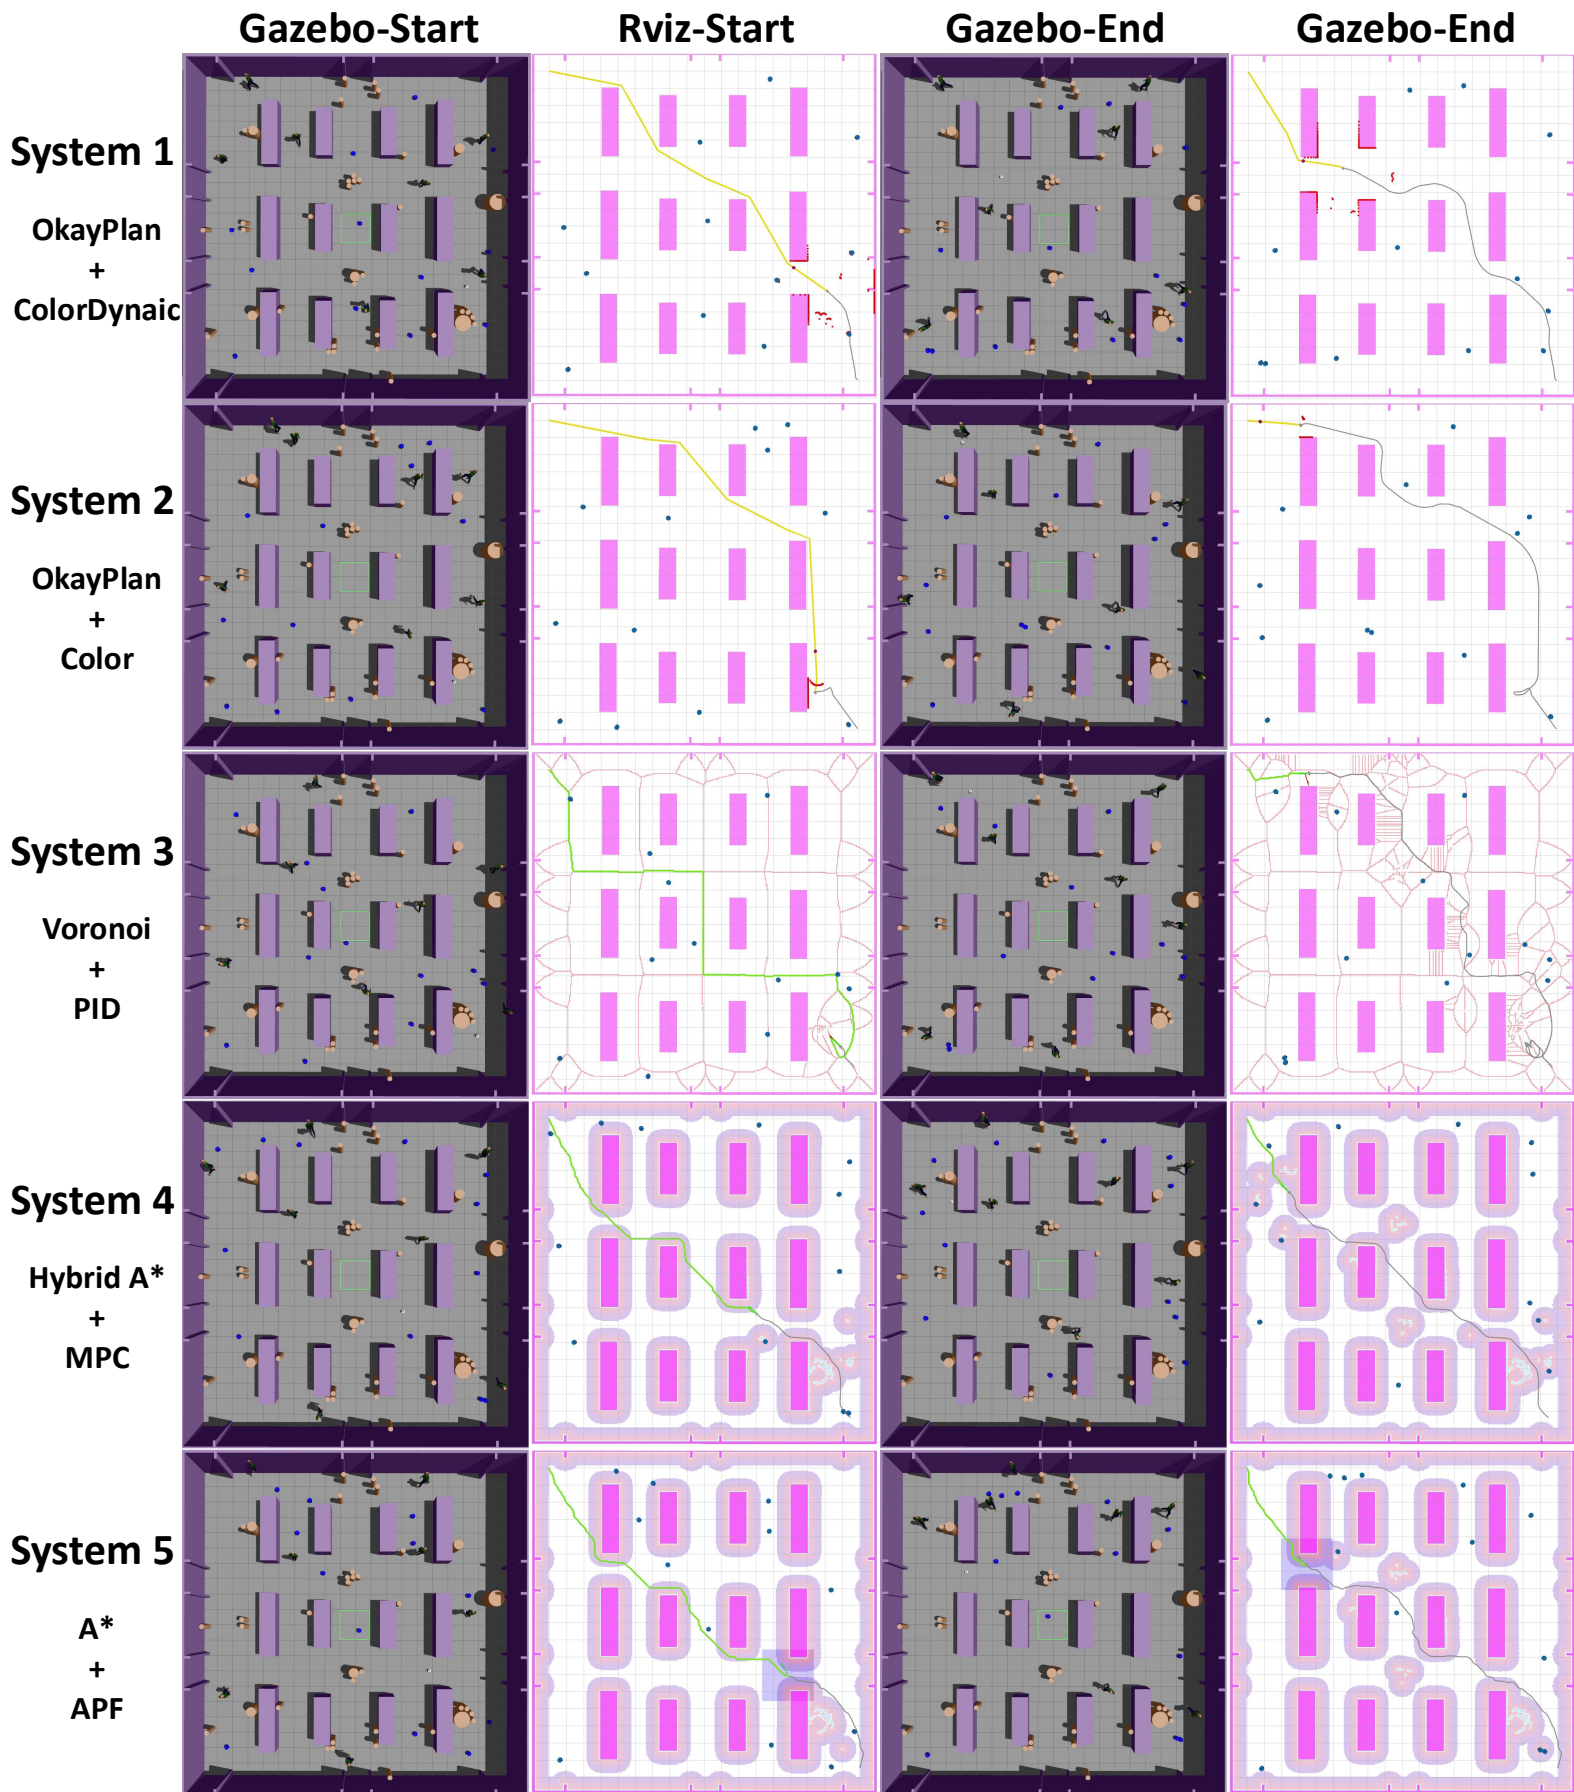 Gazebo-Start Rviz-Start Gazebo-End Gazebo-End
System 1
OkayPlan
+
ColorDynaic
System 2
OkayPlan
+
Color
System 3
Voronoi
+
PID
System 4
Hybrid A*
+
MPC
System 5
A*
+
APF